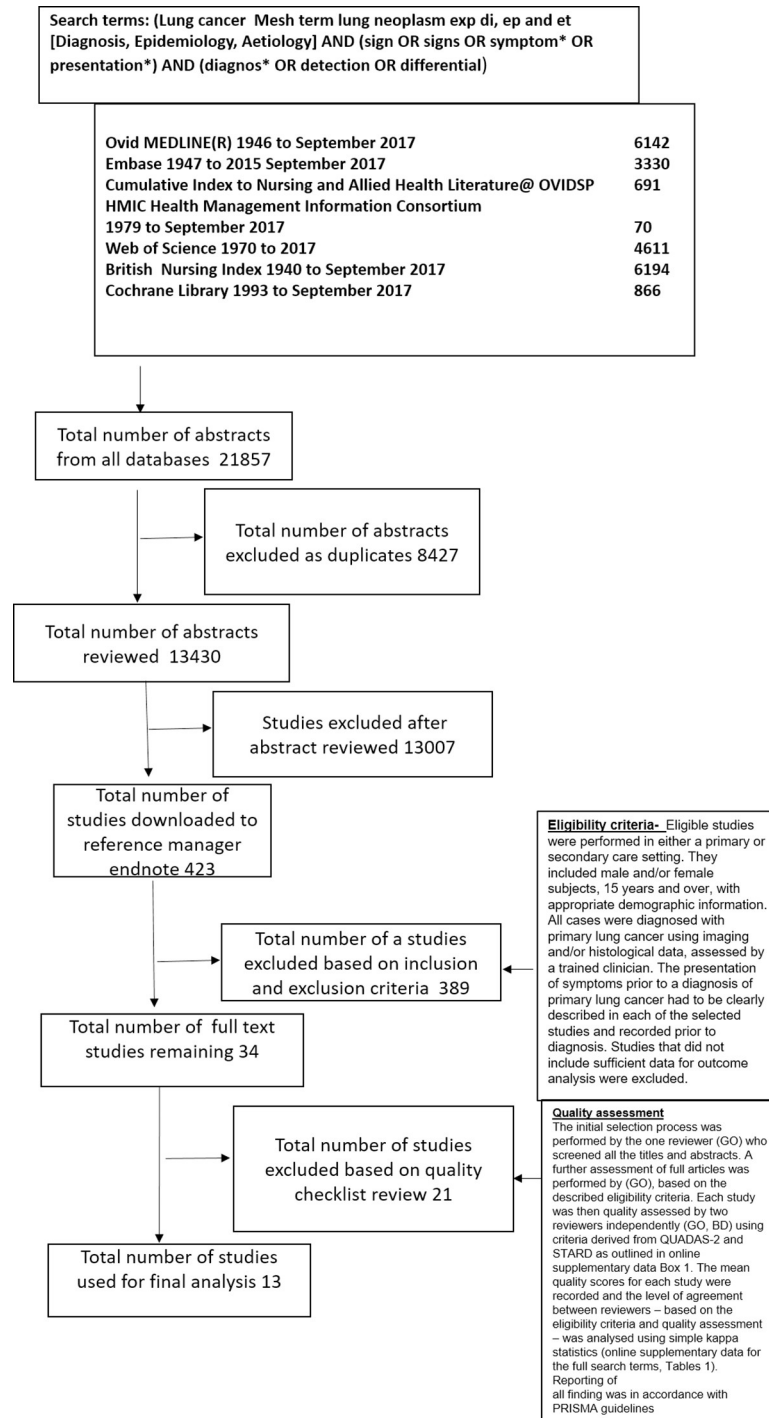 Search terms: (Lung cancer Mesh term lung neoplasm exp di, ep and et
[Diagnosis, Epidemiology, Aetiology] AND (sign OR signs OR symptom* OR
presentation*) AND (diagnos* OR detection OR differential)
Ovid MEDLINE(R) 1946 to September 2017 6142
Embase 1947 to 2015 September 2017 3330
Cumulative Index to Nursing and Allied Health Literature@ OVIDSP 691
HMIC Health Management Information Consortium
1979 to September 2017 70
Web of Science 1970 to 2017 4611
British Nursing Index 1940 to September 2017 6194
Cochrane Library 1993 to September 2017 866
Total number of abstracts
from all databases 21857
Total number of abstracts
excluded as duplicates 8427
Total number of abstracts
reviewed 13430
Studies excluded after
abstract reviewed 13007
Total number of
studies downloaded to
reference manager
endnote 423
Eligibility criteria- Eligible studies
were performed in either a primary or
secondary care setting. They
included male and/or female
subjects, 15 years and over, with
appropriate demographic information.
All cases were diagnosed with
primary lung cancer using imaging
and/or histological data, assessed by
a trained clinician. The presentation
of symptoms prior to a diagnosis of
primary lung cancer had to be clearly
described in each of the selected
studies and recorded prior to
diagnosis. Studies that did not
include sufficient data for outcome
analysis were excluded.
Total number of a studies
excluded based on inclusion
and exclusion criteria 389
Total number of full text
studies remaining 34
Total number of studies
excluded based on quality
checklist review 21
Quality assessment
The initial selection process was
performed by the one reviewer (GO) who
screened all the titles and abstracts. A
further assessment of full articles was
performed by (GO), based on the
described eligibility criteria. Each study
was then quality assessed by two
reviewers independently (GO, BD) using
criteria derived from QUADAS-2 and
STARD as outlined in online
supplementary data Box 1. The mean
quality scores for each study were
recorded and the level of agreement
between reviewers – based on the
eligibility criteria and quality assessment
– was analysed using simple kappa
statistics (online supplementary data for
the full search terms, Tables 1).
Reporting of
all finding was in accordance with
PRISMA guidelines
Total number of studies
used for final analysis 13